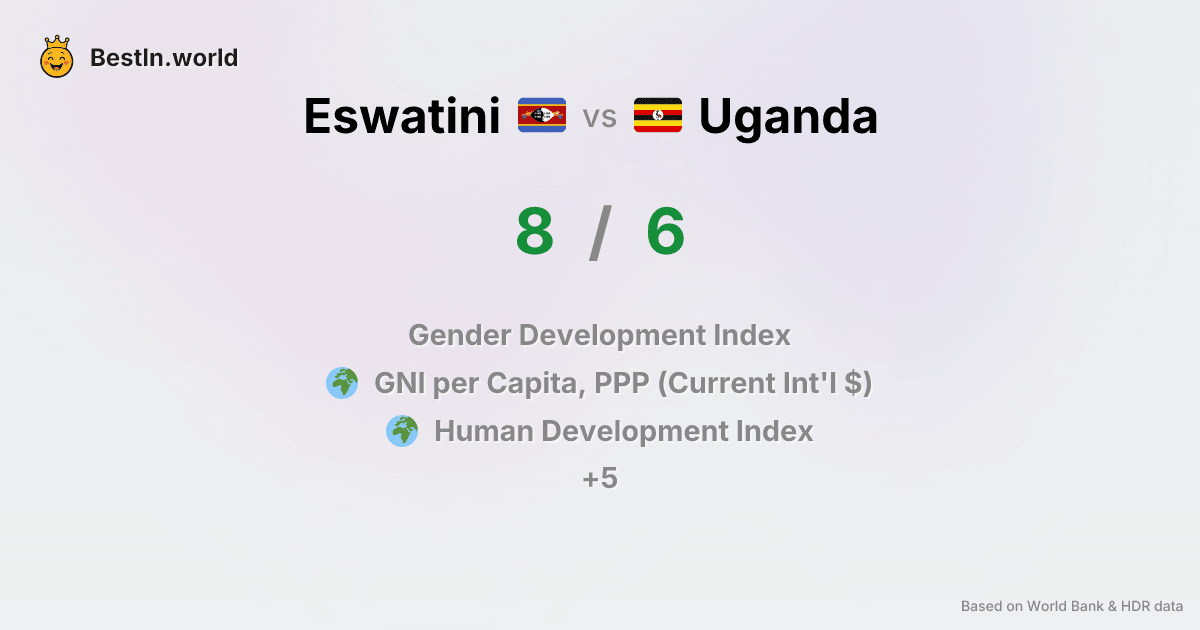 BestIn.world
Eswatini vs Uganda
8 / 6
Gender Development Index
GNI per Capita, PPP (Current Int'l $)
Human Development Index
+5
Based on World Bank & HDR data